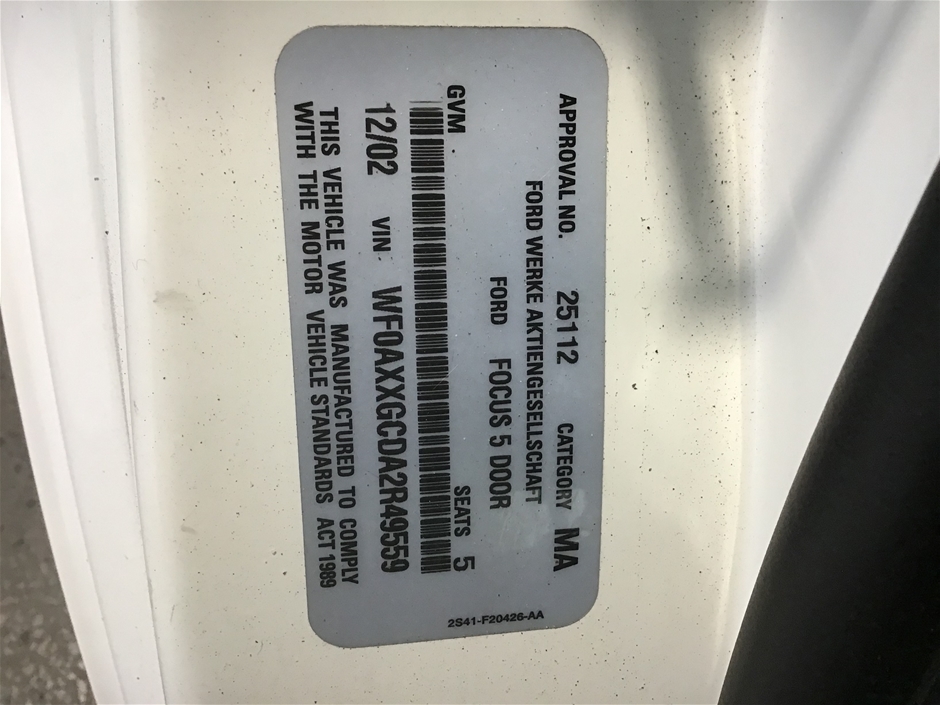 APPROVAL NO. 25112 CATEGORY MA
FORD WERKE AKTIENGESELLSCHAFT
FORD FOCUS 5 DOOR
GVM SEATS 5
12/02 VIN WF0AXXGCDA2R49559
THIS VEHICLE WAS MANUFACTURED TO COMPLY
WITH THE MOTOR VEHICLE STANDARDS ACT 1989
2S41-F20426-AA